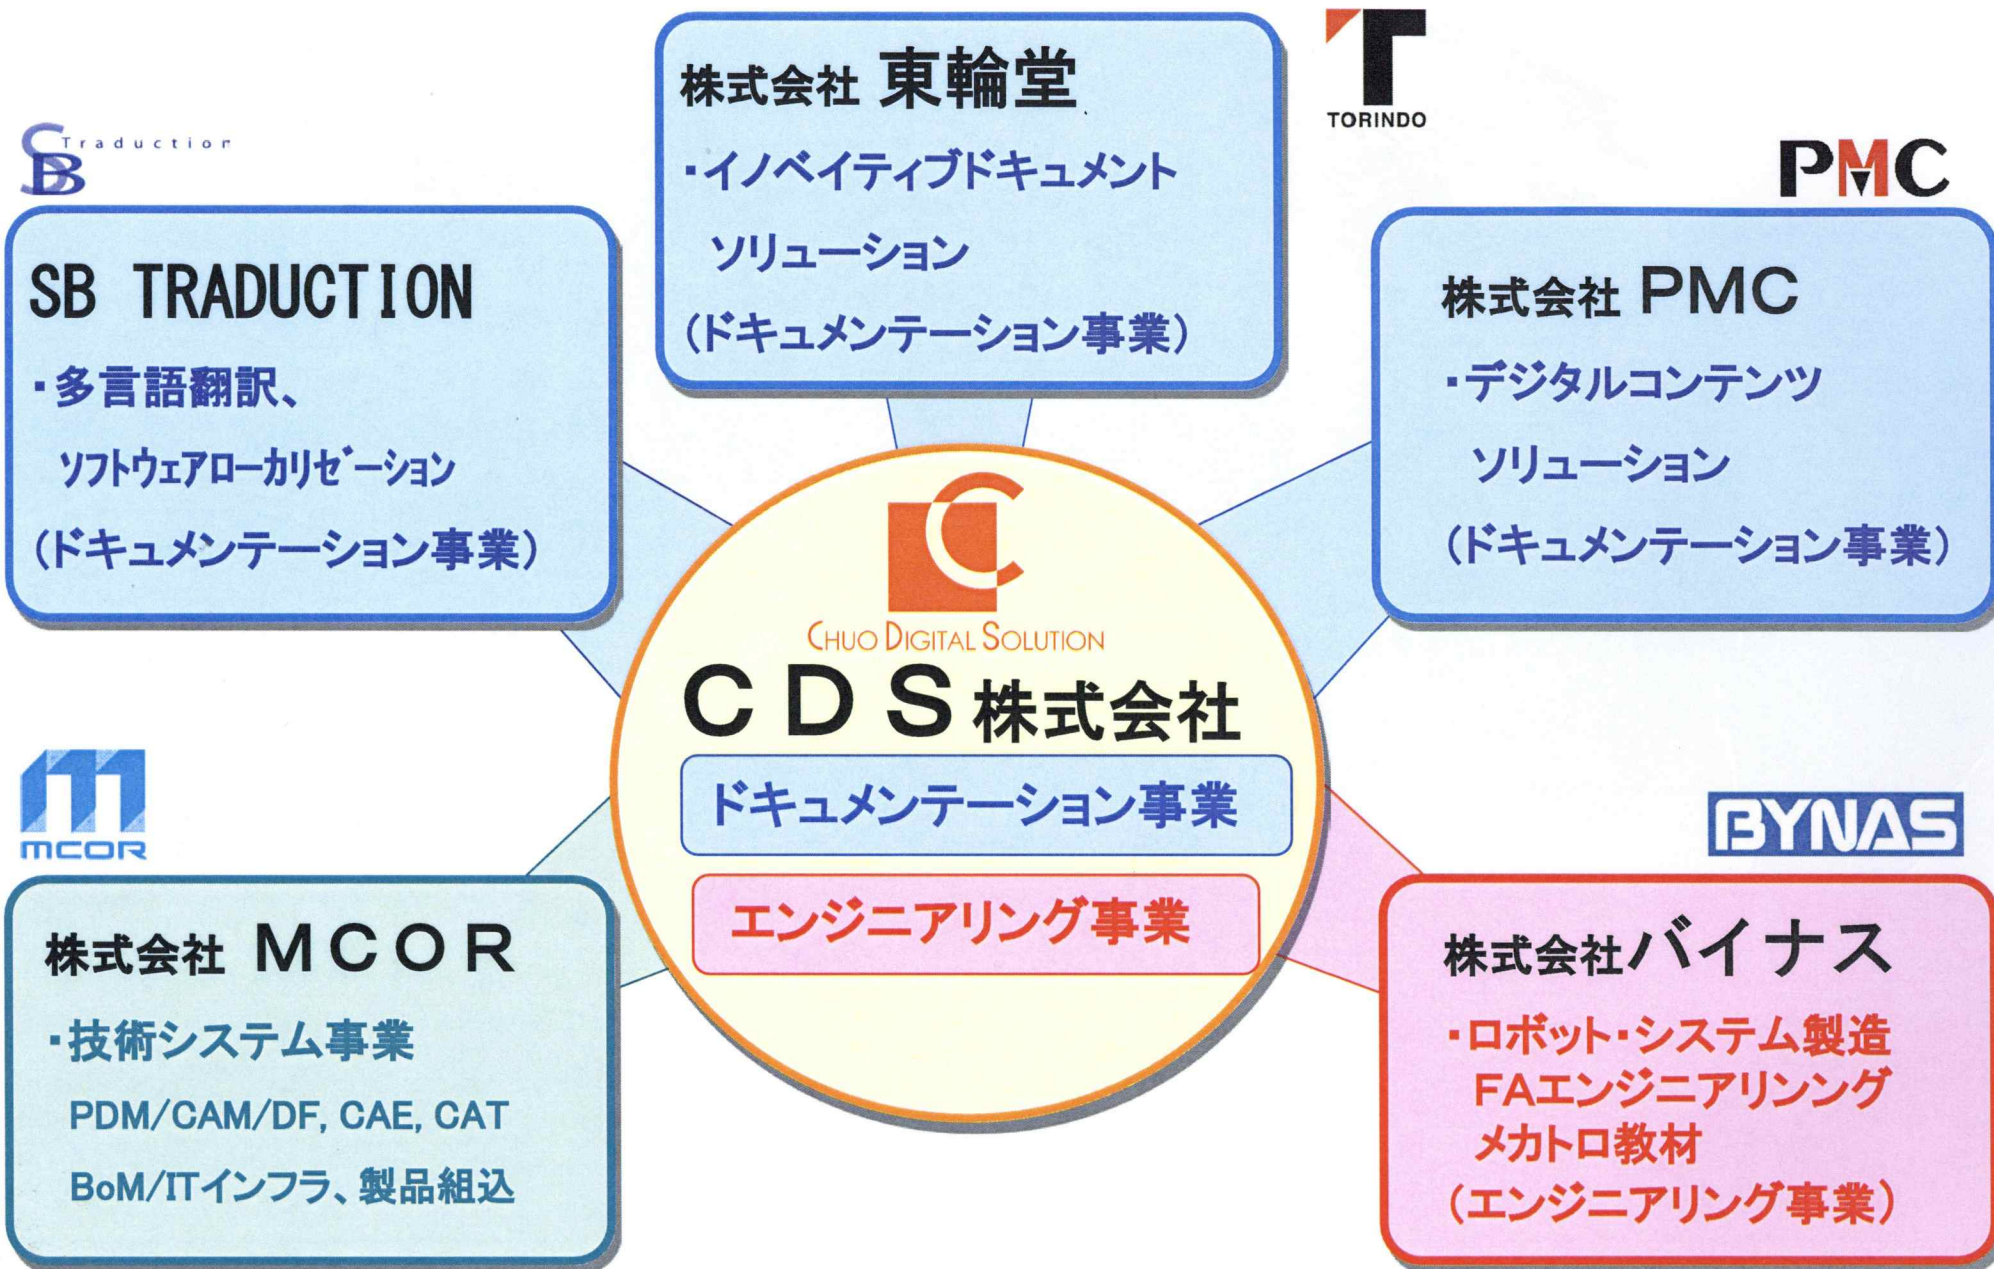 株式会社 東輪堂
・イノベイティブドキュメント
ソリューション
(ドキュメンテーション事業)
TORINDO
SB Traduction
SB TRADUCTION
・多言語翻訳、
ソフトウェアローカリゼーション
(ドキュメンテーション事業)
PMC
株式会社 PMC
・デジタルコンテンツ
ソリューション
(ドキュメンテーション事業)
CHUO DIGITAL SOLUTION
CDS株式会社
ドキュメンテーション事業
エンジニアリング事業
MCOR
株式会社 MCOR
・技術システム事業
PDM/CAM/DF, CAE, CAT
BoM/ITインフラ、製品組込
BYNAS
株式会社バイナス
・ロボット・システム製造
FAエンジニアリンング
メカトロ教材
(エンジニアリング事業)